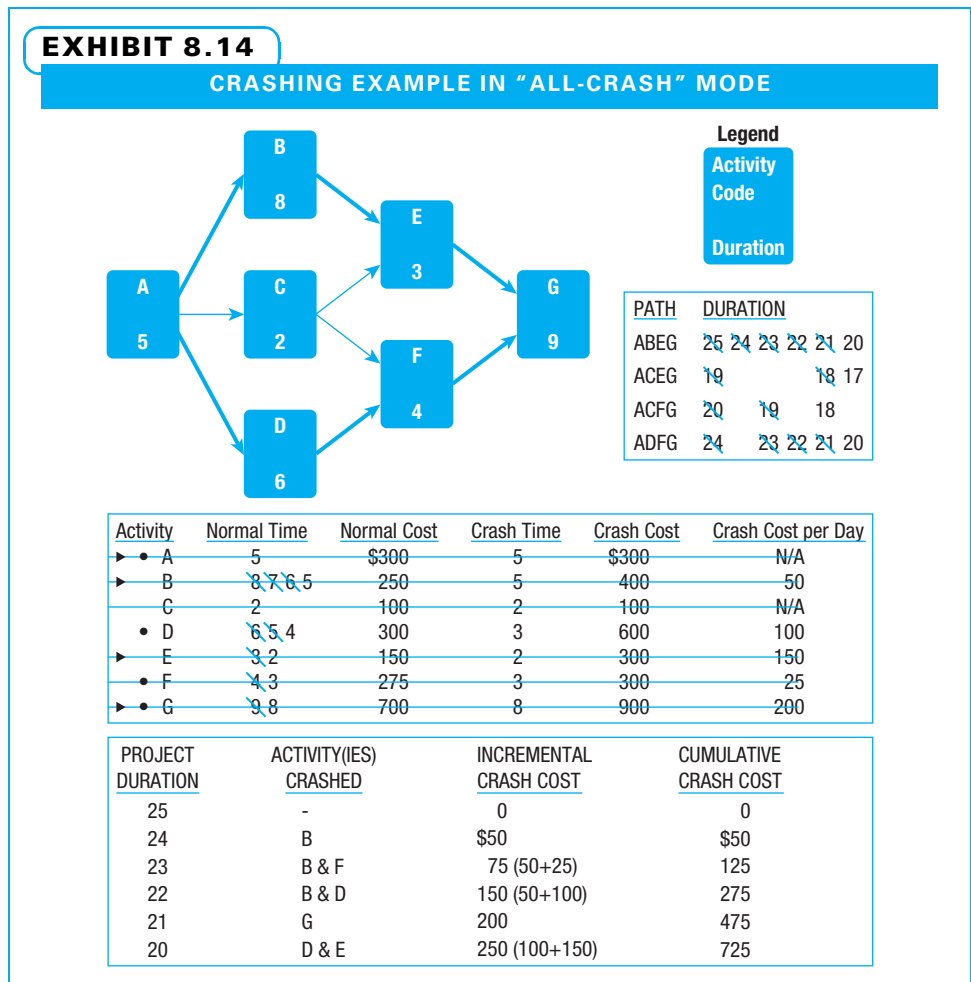 EXHIBIT 8.14
CRASHING EXAMPLE IN “ALL-CRASH” MODE
B
8
E
3
A
5
C
2
G
9
F
4
D
6
Legend
Activity
Code
Duration
PATH DURATION
ABEG 25 24 23 22 21 20
ACEG 19 18 17
ACFG 20 19 18
ADFG 24 23 22 21 20
Activity Normal Time Normal Cost Crash Time Crash Cost Crash Cost per Day
▶ • A 5 $300 5 $300 N/A
▶ B 8 7 6 5 250 5 400 50
C 2 100 2 100 N/A
• D 6 5 4 300 3 600 100
▶ E 3 2 150 2 300 150
• F 4 3 275 3 300 25
▶ • G 9 8 700 8 900 200
PROJECT ACTIVITY(IES) INCREMENTAL CUMULATIVE
DURATION CRASHED CRASH COST CRASH COST
25 - 0 0
24 B $50 $50
23 B & F 75 (50+25) 125
22 B & D 150 (50+100) 275
21 G 200 475
20 D & E 250 (100+150) 725